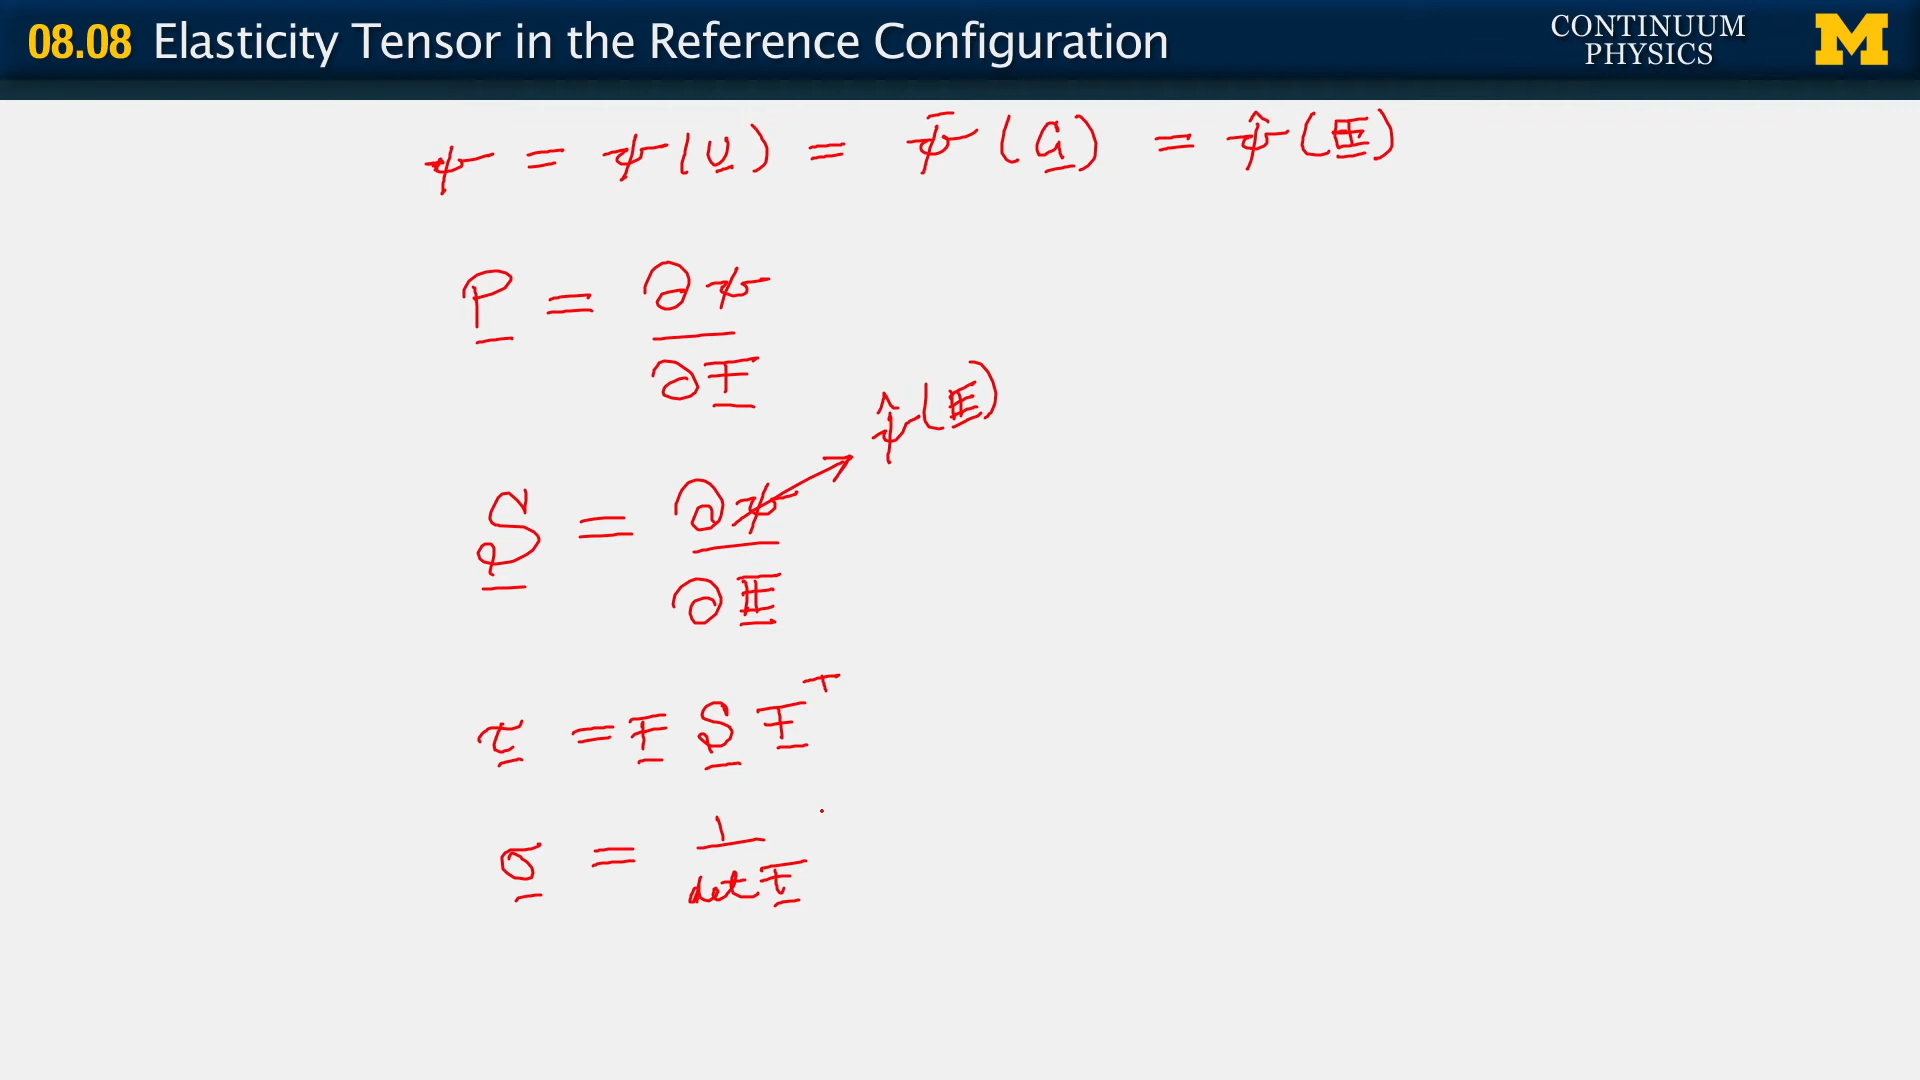 08.08 Elasticity Tensor in the Reference Configuration
CONTINUUM
PHYSICS
M
ψ = ψ(U̲) = ψ̄(C̲) = ψ̂(E̲)
P̲ = ∂ψ / ∂F̲
ψ̂(E̲)
S̲ = ∂ψ / ∂E̲
τ̲ = F̲ S̲ F̲ᵀ
σ̲ = 1 / det F̲